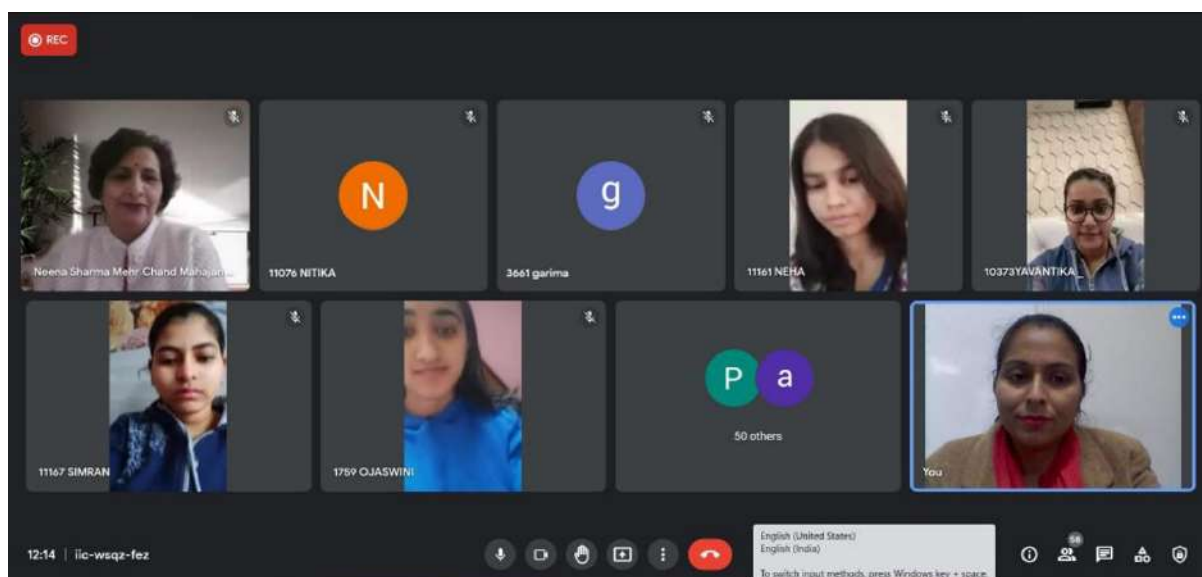 REC
N
g
Neena Sharma Mehr Chand Mahajan
11076 NITIKA
3661 garima
11161 NEHA
10373YAVANTIKA_
P a
50 others
11167 SIMRAN
1759 OJASWINI
You
12:14 | iic-wsqz-fez
English (United States)
English (India)
To switch input methods, press Windows key + space.
58